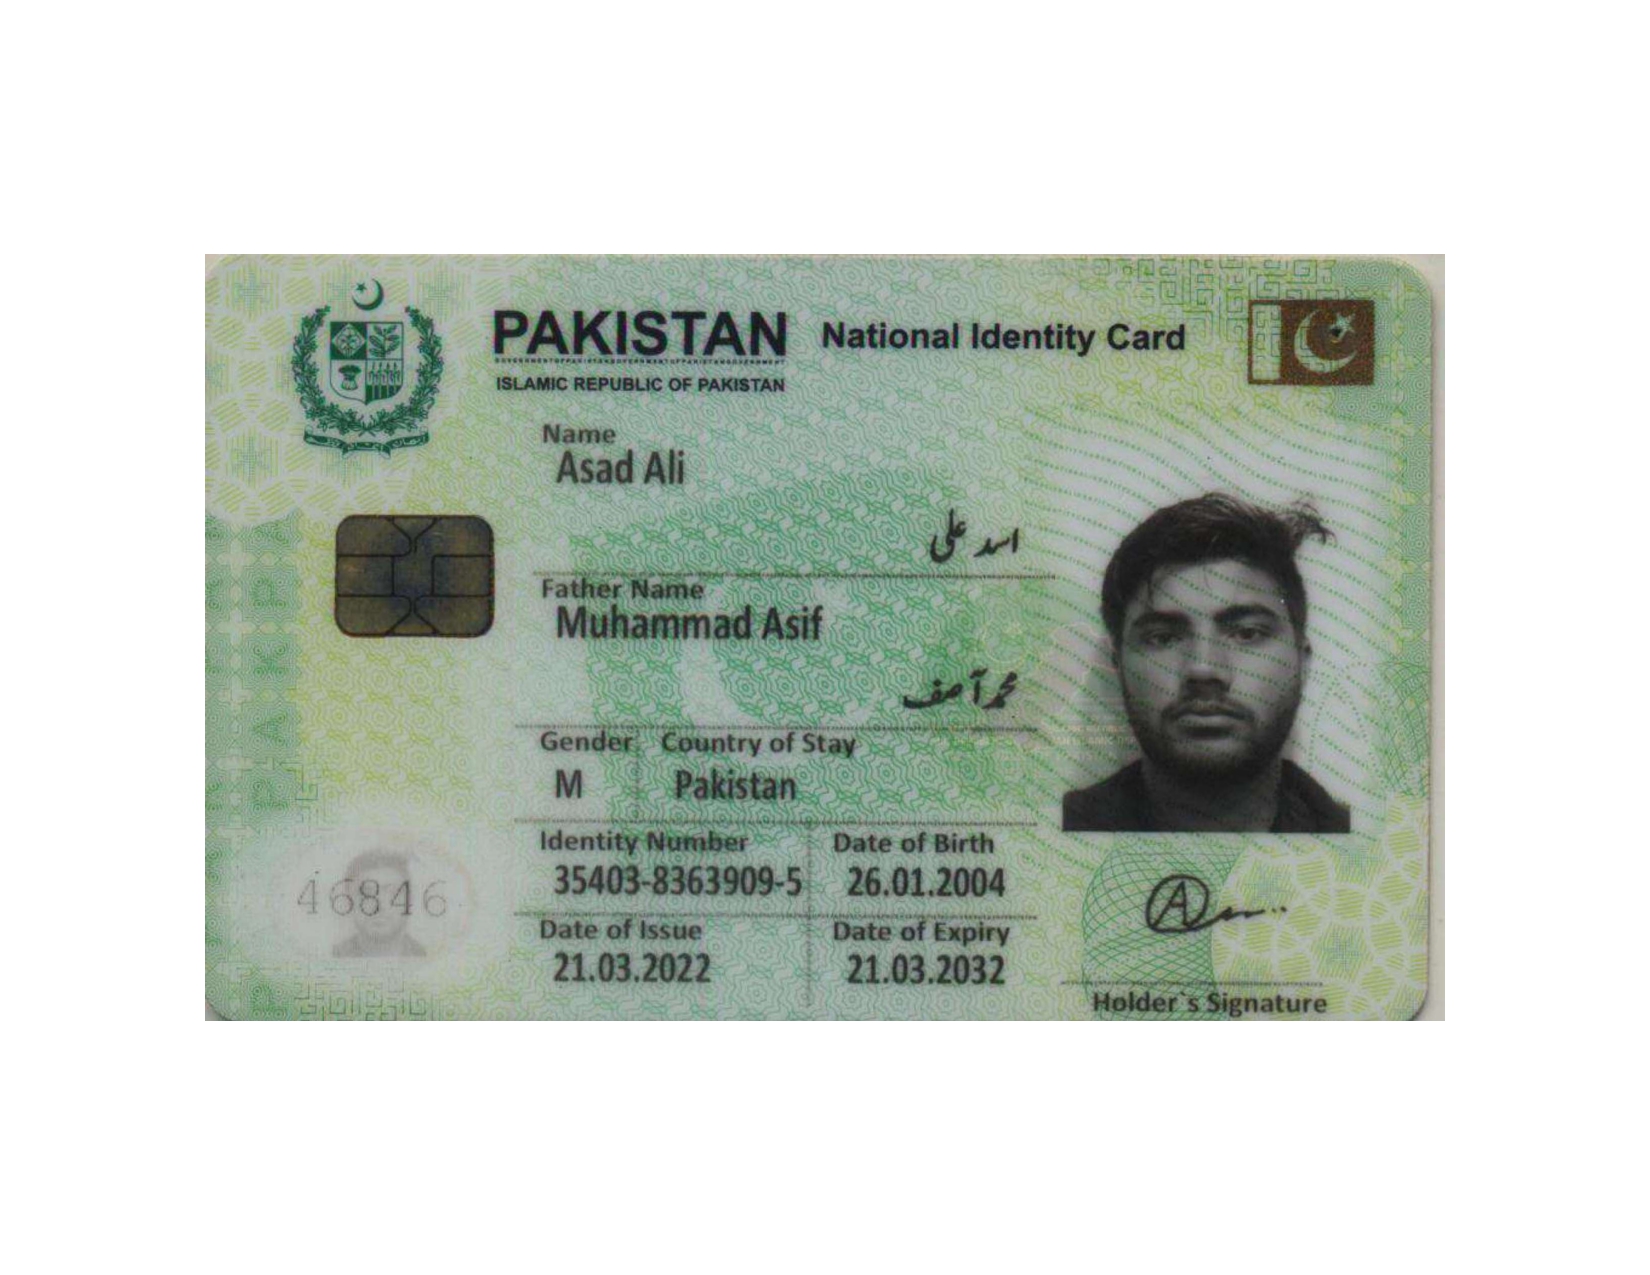 PAKISTAN National Identity Card
ISLAMIC REPUBLIC OF PAKISTAN
Name
Asad Ali
اسد علی
Father Name
Muhammad Asif
محمد آصف
Gender Country of Stay
M Pakistan
Identity Number Date of Birth
35403-8363909-5 26.01.2004
46846
Date of Issue Date of Expiry
21.03.2022 21.03.2032
Holder`s Signature